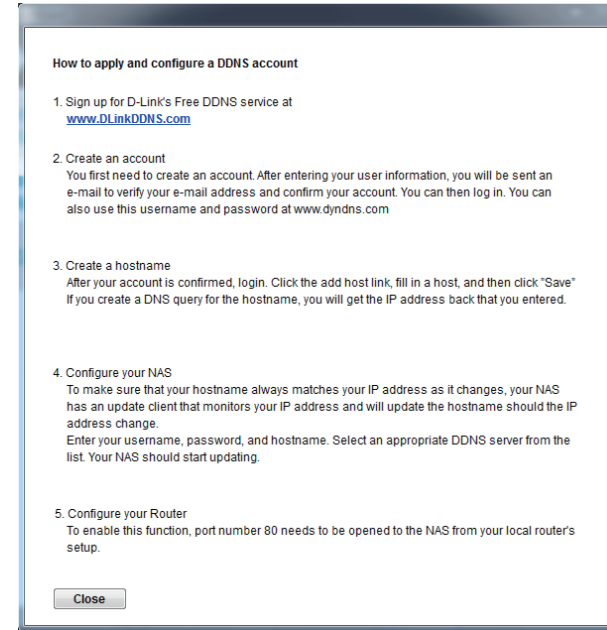 How to apply and configure a DDNS account
1. Sign up for D-Link's Free DDNS service at
www.DLinkDDNS.com
2. Create an account
You first need to create an account. After entering your user information, you will be sent an
e-mail to verify your e-mail address and confirm your account. You can then log in. You can
also use this username and password at www.dyndns.com
3. Create a hostname
After your account is confirmed, login. Click the add host link, fill in a host, and then click "Save"
If you create a DNS query for the hostname, you will get the IP address back that you entered.
4. Configure your NAS
To make sure that your hostname always matches your IP address as it changes, your NAS
has an update client that monitors your IP address and will update the hostname should the IP
address change.
Enter your username, password, and hostname. Select an appropriate DDNS server from the
list. Your NAS should start updating.
5. Configure your Router
To enable this function, port number 80 needs to be opened to the NAS from your local router's
setup.
Close